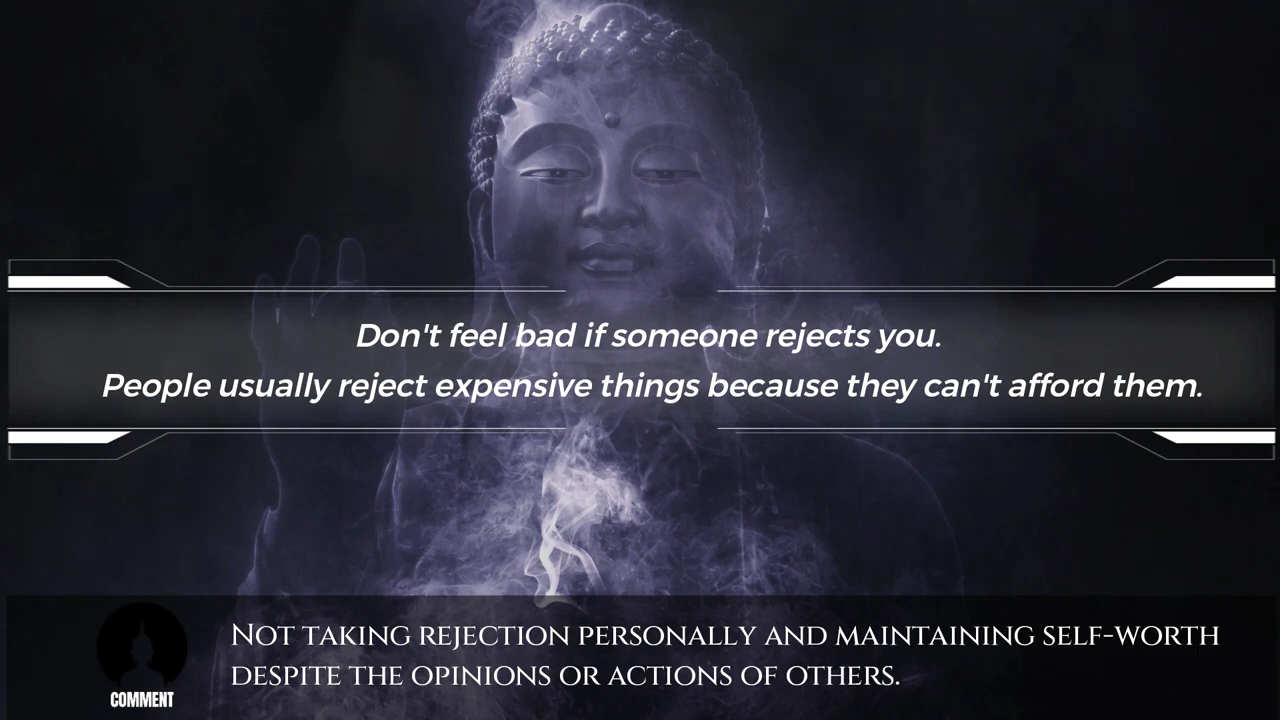 Don't feel bad if someone rejects you.
People usually reject expensive things because they can't afford them.
Not taking rejection personally and maintaining self-worth
despite the opinions or actions of others.
COMMENT